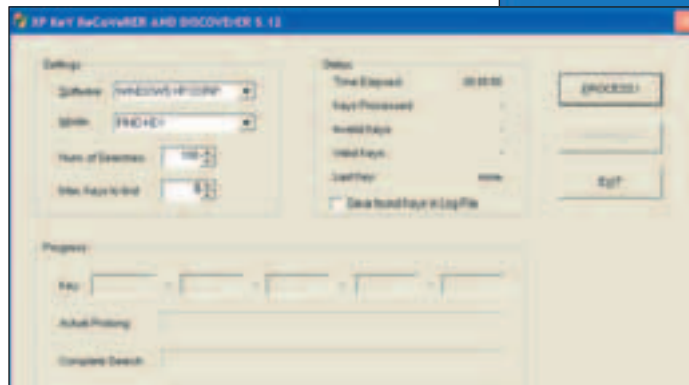 XP KeY ReCoVeRER AND DISCOVErER 5.12
Settings
Software WINDOWS XP CORP
Mode FIND KEY
Num. of Searches 100
Max. Keys to find
Status
Time Elapsed: 00:00:00
Keys Processed: -
Invalid Keys: -
Valid Keys: -
Last Key: none
Save found Keys in Log File
PROCESS!
ExIT
Progress
Key: - - - -
Actual Probing:
Complete Search: